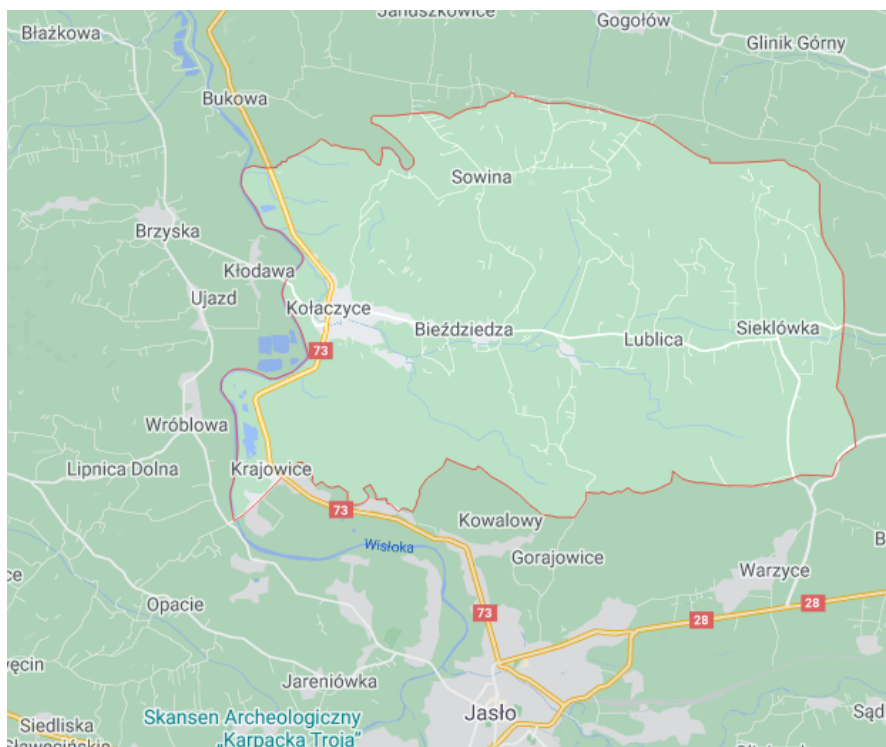 Januszkowice
Gogołów
Błażkowa
Glinik Górny
Bukowa
Sowina
Brzyska
Kłodawa
Ujazd
Kołaczyce
Bieździedza
Lublica
Sieklówka
73
Wróblowa
Lipnica Dolna
Krajowice
73
Kowalowy
Wisłoka
Gorajowice
Warzyce
Opacie
73
28
28
Jareniówka
Siedliska
Sławęcińskie
Skansen Archeologiczny
„Karpacka Troja”
Jasło